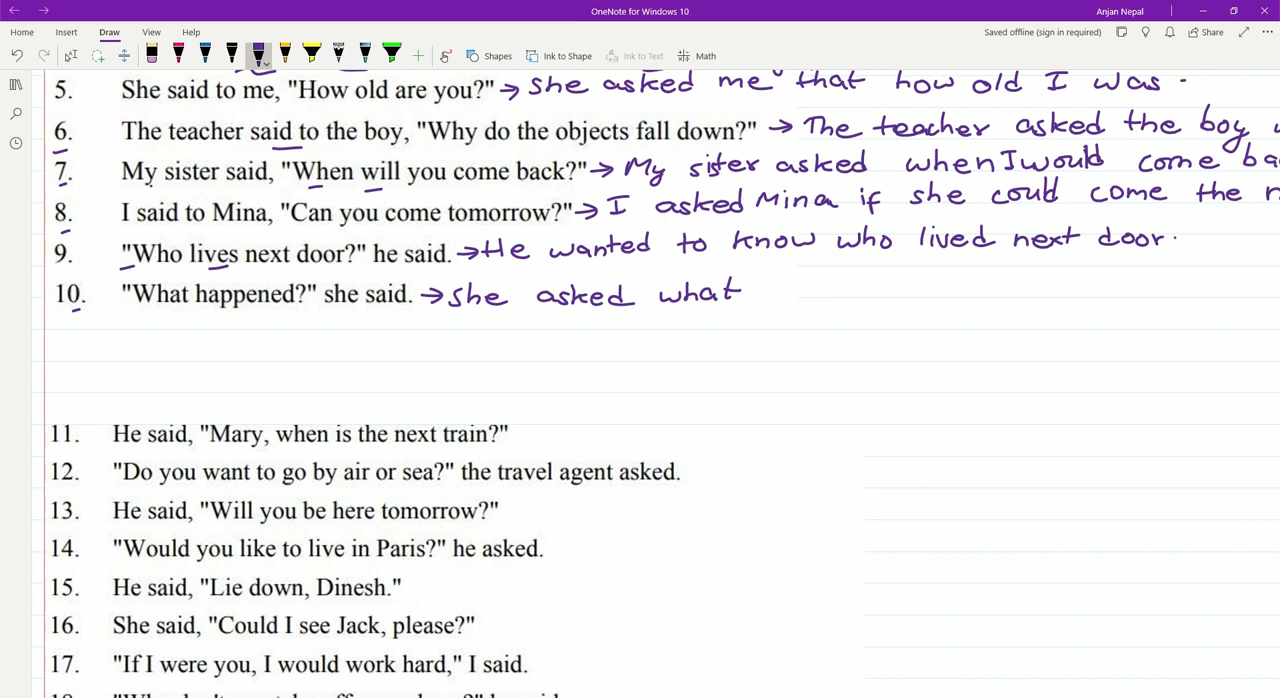 OneNote for Windows 10
Anjan Nepal
Home Insert Draw View Help
Saved offline (sign in required)
Share
Shapes
Ink to Shape
Ink to Text
Math
5. She said to me, "How old are you?" → She asked me that how old I was.
6. The teacher said to the boy, "Why do the objects fall down?" → The teacher asked the boy
7. My sister said, "When will you come back?" → My sister asked when I would come ba
8. I said to Mina, "Can you come tomorrow?" → I asked Mina if she could come the
9. "Who lives next door?" he said. → He wanted to know who lived next door.
10. "What happened?" she said. → She asked what
11. He said, "Mary, when is the next train?"
12. "Do you want to go by air or sea?" the travel agent asked.
13. He said, "Will you be here tomorrow?"
14. "Would you like to live in Paris?" he asked.
15. He said, "Lie down, Dinesh."
16. She said, "Could I see Jack, please?"
17. "If I were you, I would work hard," I said.